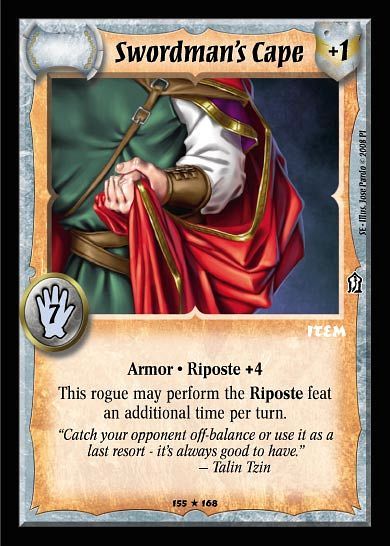 Swordman's Cape
+1
SE • Illus. Jose Pardo © 2008 PI
7
ITEM
Armor • Riposte +4
This rogue may perform the Riposte feat
an additional time per turn.
"Catch your opponent off-balance or use it as a
last resort - it's always good to have."
— Talin Tzin
155 ★ 168